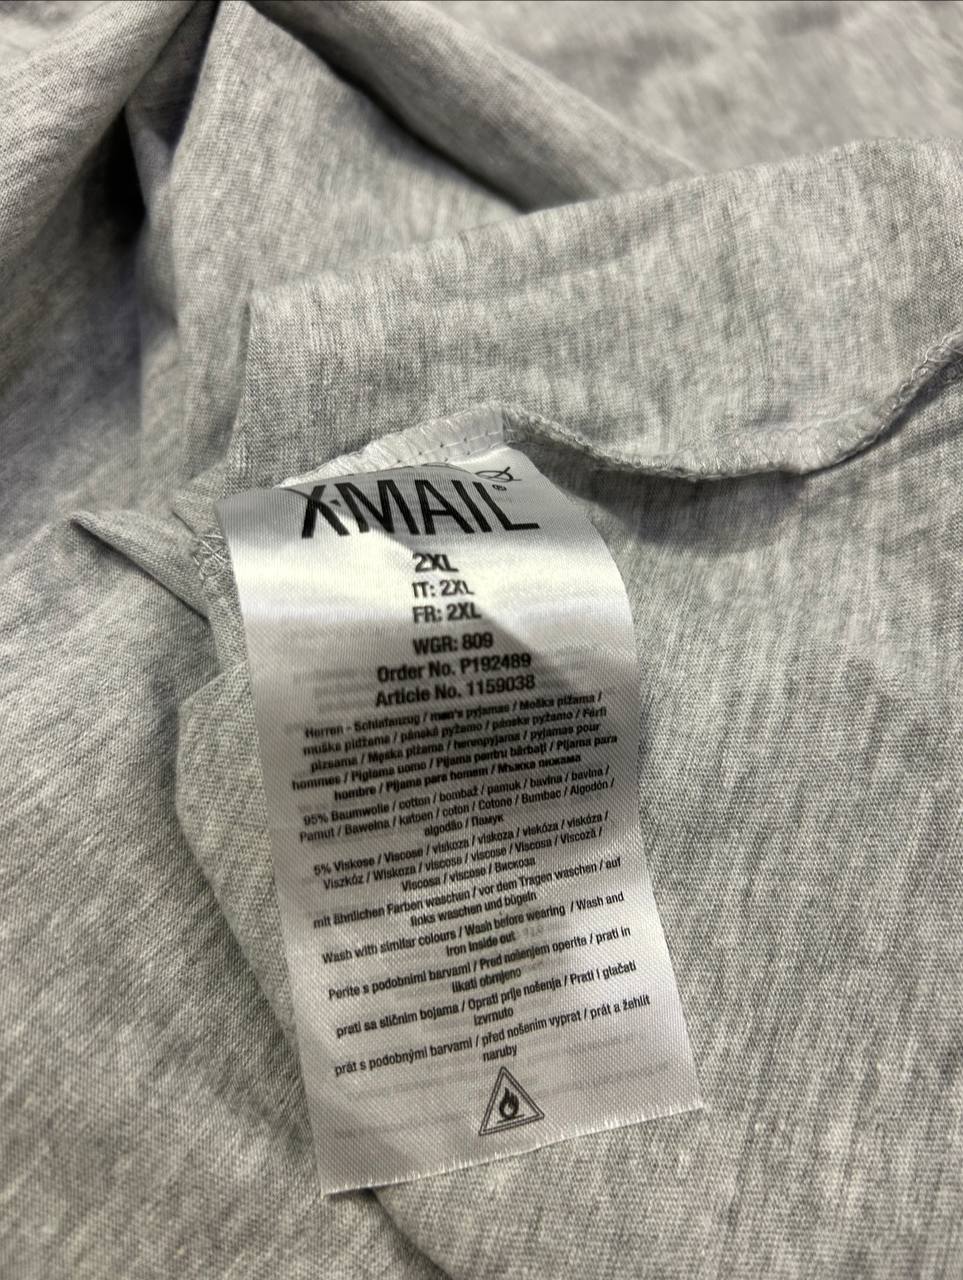 X-MAIL®
2XL
IT: 2XL
FR: 2XL
WGR: 809
Order No. P192489
Article No. 1159038
Herren - Schlafanzug / men's pyjamas / Moška pižama /
muška pidžama / pánské pyžamo / pánske pyžamo / Férfi
pizsama / Męska piżama / herenpyjama / pyjamas pour
hommes / Pigiama uomo / Pijama pentru bărbați / Pijama para
hombre / Pijama para homem / Мъжка пижама
95% Baumwolle / cotton / bombaž / pamuk / bavlna / bavlna /
Pamut / Bawełna / katoen / coton / Cotone / Bumbac / Algodón /
algodão / Памук
5% Viskose / Viscose / viskoza / viskoza / viskóza / viskóza /
Viszkóz / Wiskoza / viscose / viscose / Viscosa / Viscoză /
Viscosa / viscose / Вискоза
mit ähnlichen Farben waschen / vor dem Tragen waschen / auf
links waschen und bügeln
Wash with similar colours / Wash before wearing / Wash and
iron inside out
Perite s podobnimi barvami / Pred nošenjem operite / prati in
likati obrnjeno
prati sa sličnim bojama / Oprati prije nošenja / Prati i glačati
izvrnuto
prát s podobnými barvami / před nošením vyprat / prát a žehlit
naruby